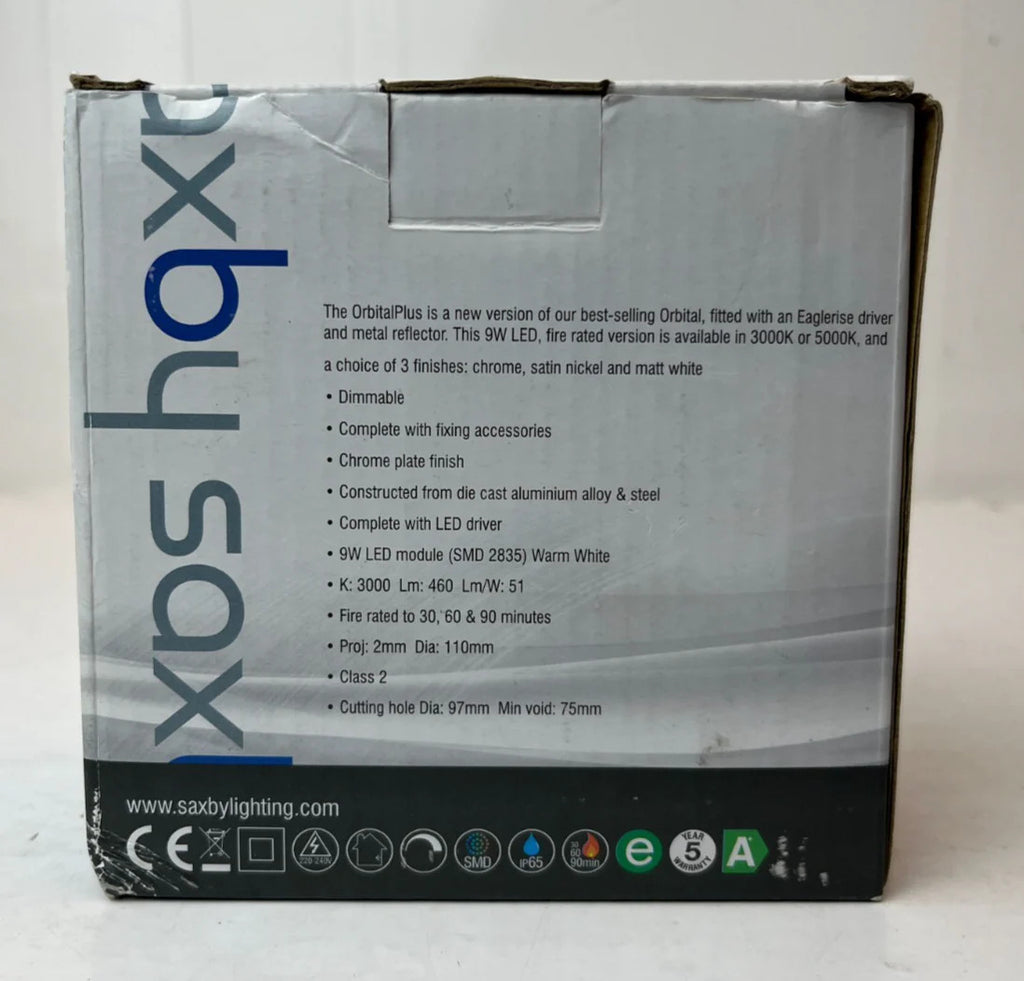 axby saxb
The OrbitalPlus is a new version of our best-selling Orbital, fitted with an Eaglerise driver
and metal reflector. This 9W LED, fire rated version is available in 3000K or 5000K, and
a choice of 3 finishes: chrome, satin nickel and matt white
• Dimmable
• Complete with fixing accessories
• Chrome plate finish
• Constructed from die cast aluminium alloy & steel
• Complete with LED driver
• 9W LED module (SMD 2835) Warm White
• K: 3000 Lm: 460 Lm/W: 51
• Fire rated to 30, 60 & 90 minutes
• Proj: 2mm Dia: 110mm
• Class 2
• Cutting hole Dia: 97mm Min void: 75mm
www.saxbylighting.com
CE
220-240V
SMD
IP65
30
60
90min
e
YEAR
5
WARRANTY
A